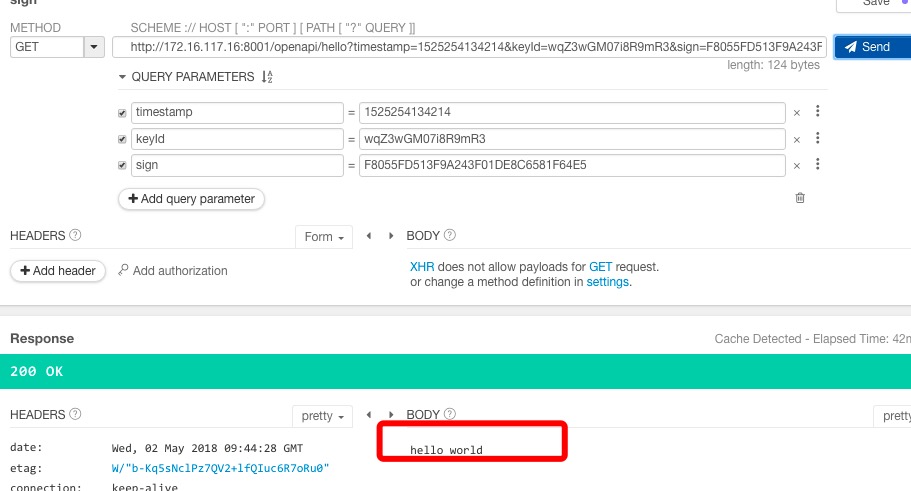 sign
Save
METHOD SCHEME :// HOST [ ":" PORT ] [ PATH [ "?" QUERY ]]
GET http://172.16.117.16:8001/openapi/hello?timestamp=1525254134214&keyId=wqZ3wGM07i8R9mR3&sign=F8055FD513F9A243F Send
length: 124 bytes
QUERY PARAMETERS
timestamp = 1525254134214 ×
keyId = wqZ3wGM07i8R9mR3 ×
sign = F8055FD513F9A243F01DE8C6581F64E5 ×
+ Add query parameter
HEADERS ? Form BODY ?
+ Add header Add authorization XHR does not allow payloads for GET request.
or change a method definition in settings.
Response Cache Detected - Elapsed Time: 42m
200 OK
HEADERS ? pretty BODY ? pretty
date: Wed, 02 May 2018 09:44:28 GMT hello world
etag: W/"b-Kq5sNclPz7QV2+lfQIuc6R7oRu0"
connection: keep-alive